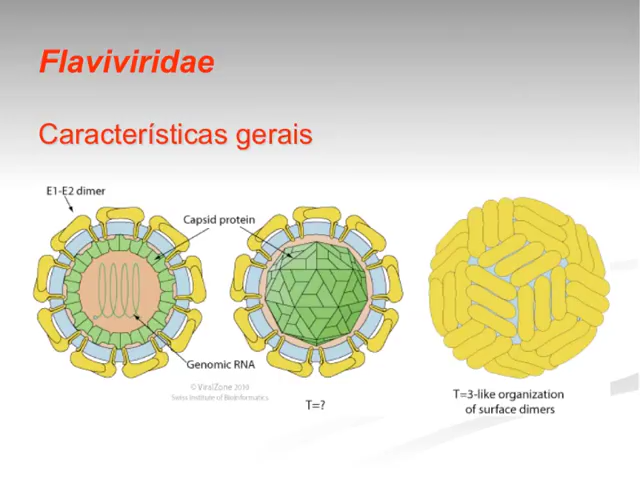 Flaviviridae
Características gerais
E1-E2 dimer
Capsid protein
Genomic RNA
© ViralZone 2019
Swiss Institute of Bioinformatics
T=?
T=3-like organization
of surface dimers